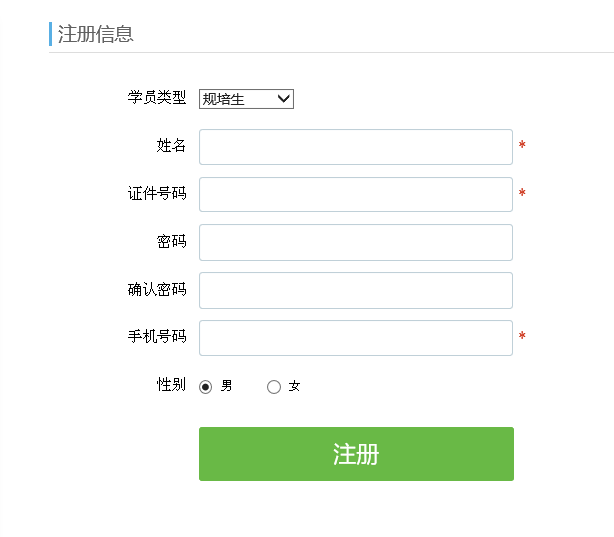 注册信息
学员类型 规培生
姓名 *
证件号码 *
密码
确认密码
手机号码 *
性别 男 女
注册